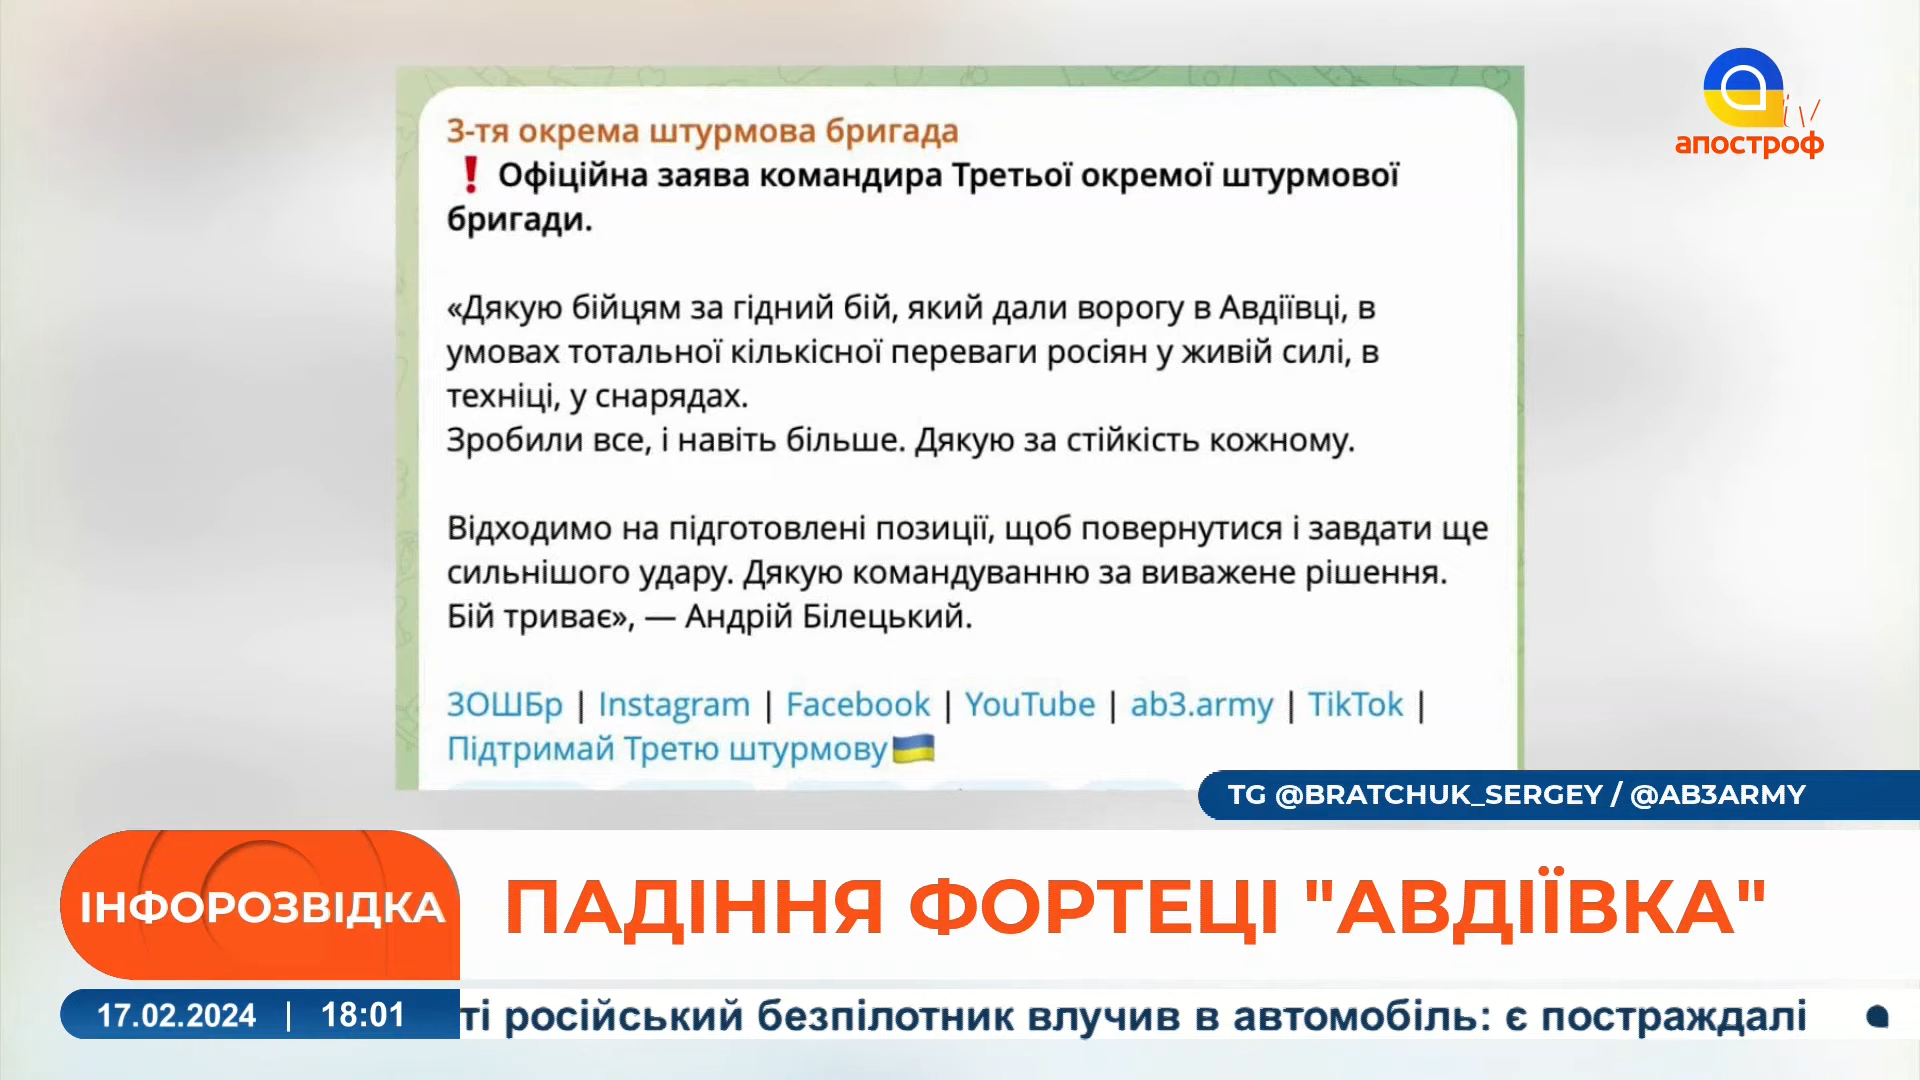 3-тя окрема штурмова бригада
❗ Офіційна заява командира Третьої окремої штурмової
бригади.
«Дякую бійцям за гідний бій, який дали ворогу в Авдіївці, в
умовах тотальної кількісної переваги росіян у живій силі, в
техніці, у снарядах.
Зробили все, і навіть більше. Дякую за стійкість кожному.
Відходимо на підготовлені позиції, щоб повернутися і завдати ще
сильнішого удару. Дякую командуванню за виважене рішення.
Бій триває», — Андрій Білецький.
3ОШБр | Instagram | Facebook | YouTube | ab3.army | TikTok |
Підтримай Третю штурмову🇺🇦
апостроф
tv
TG @BRATCHUK_SERGEY / @AB3ARMY
ІНФОРОЗВІДКА
ПАДІННЯ ФОРТЕЦІ "АВДІЇВКА"
17.02.2024 | 18:01
ті російський безпілотник влучив в автомобіль: є постраждалі